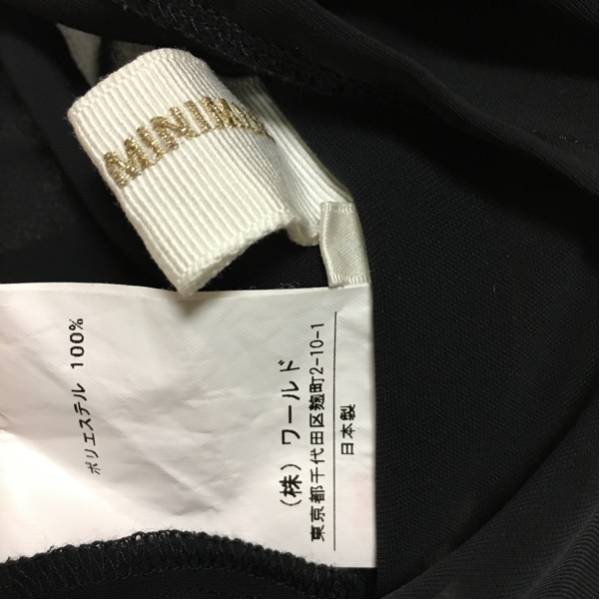 MINIM
ポリエステル 100%
(株) ワールド
東京都千代田区麹町2-10-1
日本製